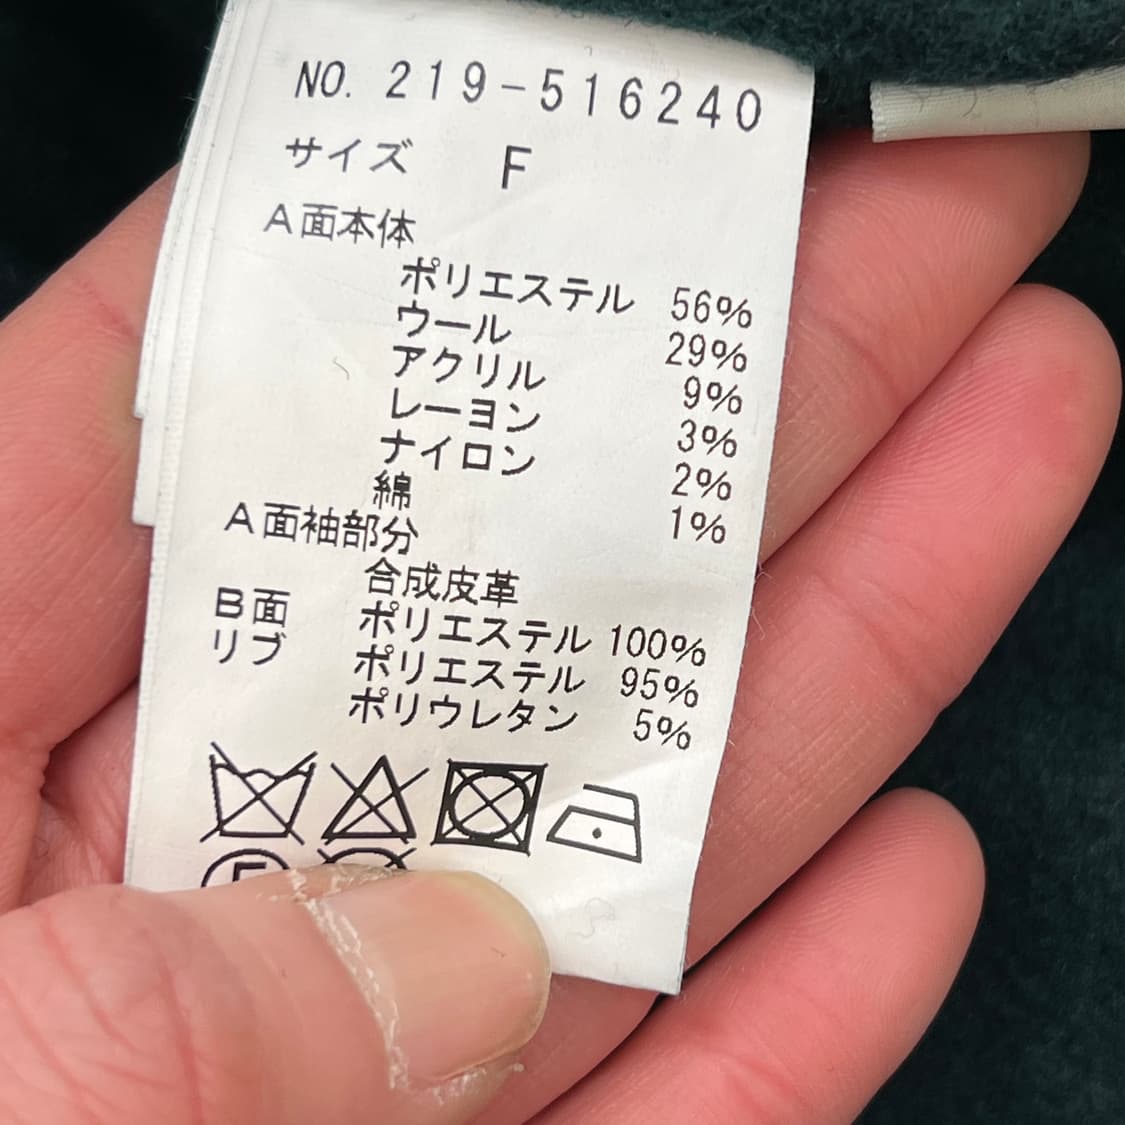 NO. 219-516240
サイズ F
A面本体
ポリエステル 56%
ウール 29%
アクリル 9%
レーヨン 3%
ナイロン 2%
綿 1%
A面袖部分
合成皮革
B面 ポリエステル 100%
リブ ポリエステル 95%
ポリウレタン 5%